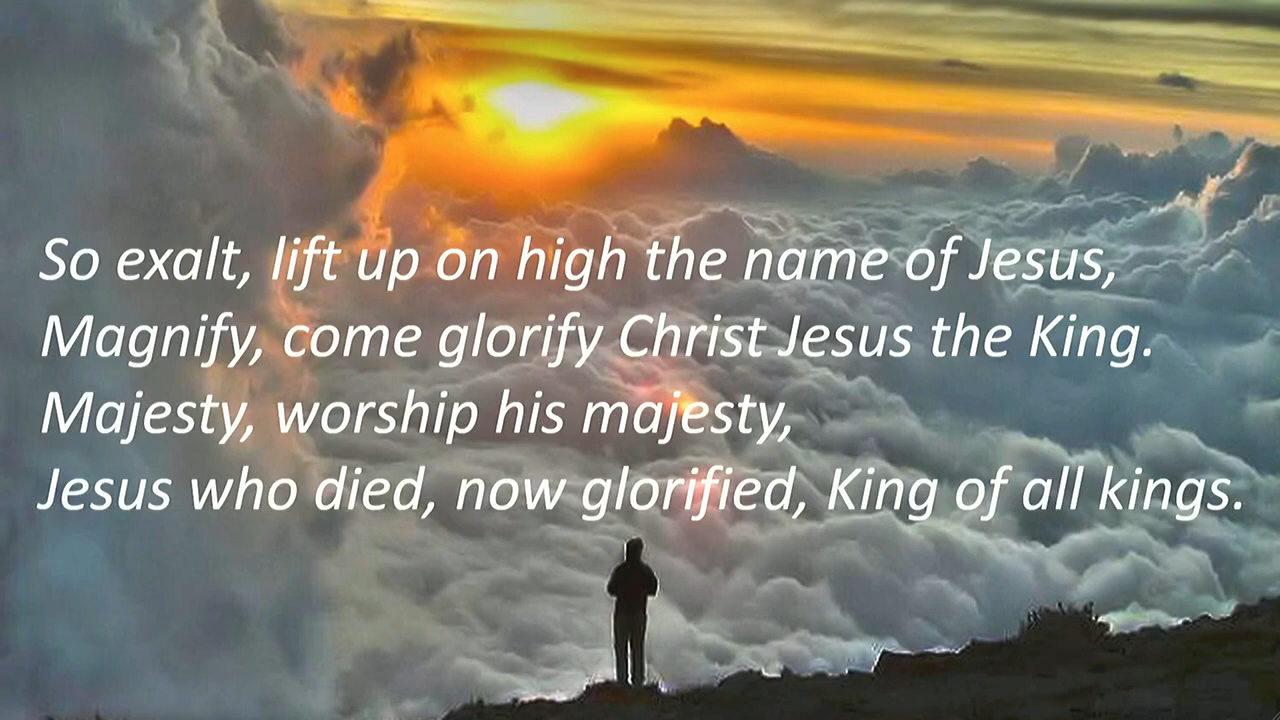 So exalt, lift up on high the name of Jesus,
Magnify, come glorify Christ Jesus the King.
Majesty, worship his majesty,
Jesus who died, now glorified, King of all kings.